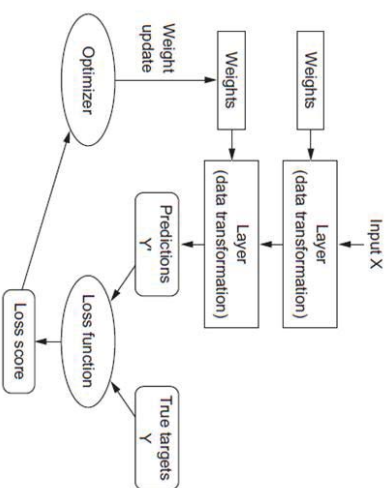 Input X
Weights
Layer
(data transformation)
Weights
Layer
(data transformation)
Weight
update
Predictions
Y'
True targets
Y
Optimizer
Loss function
Loss score